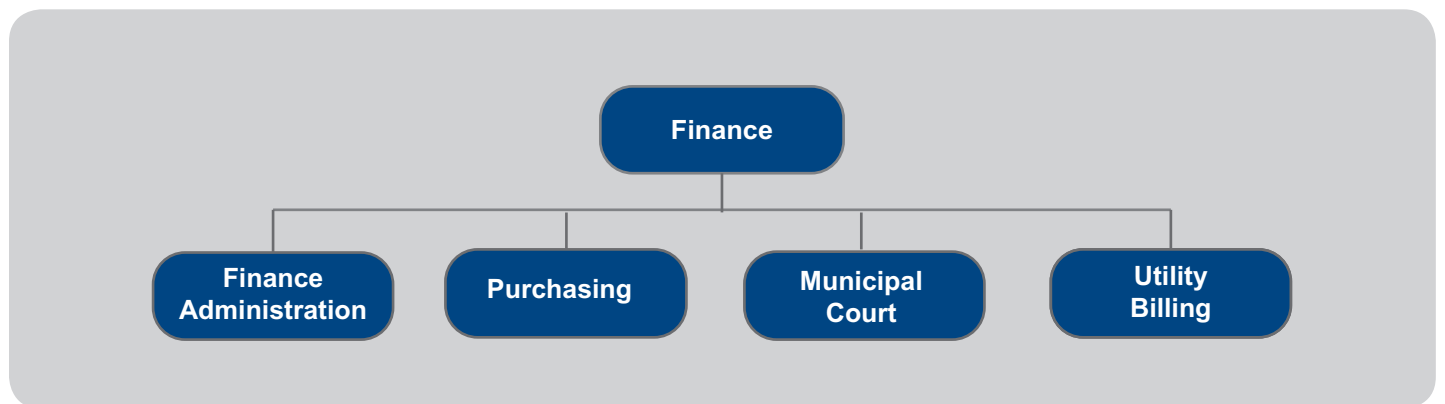 Finance
Finance
Administration
Purchasing
Municipal
Court
Utility
Billing